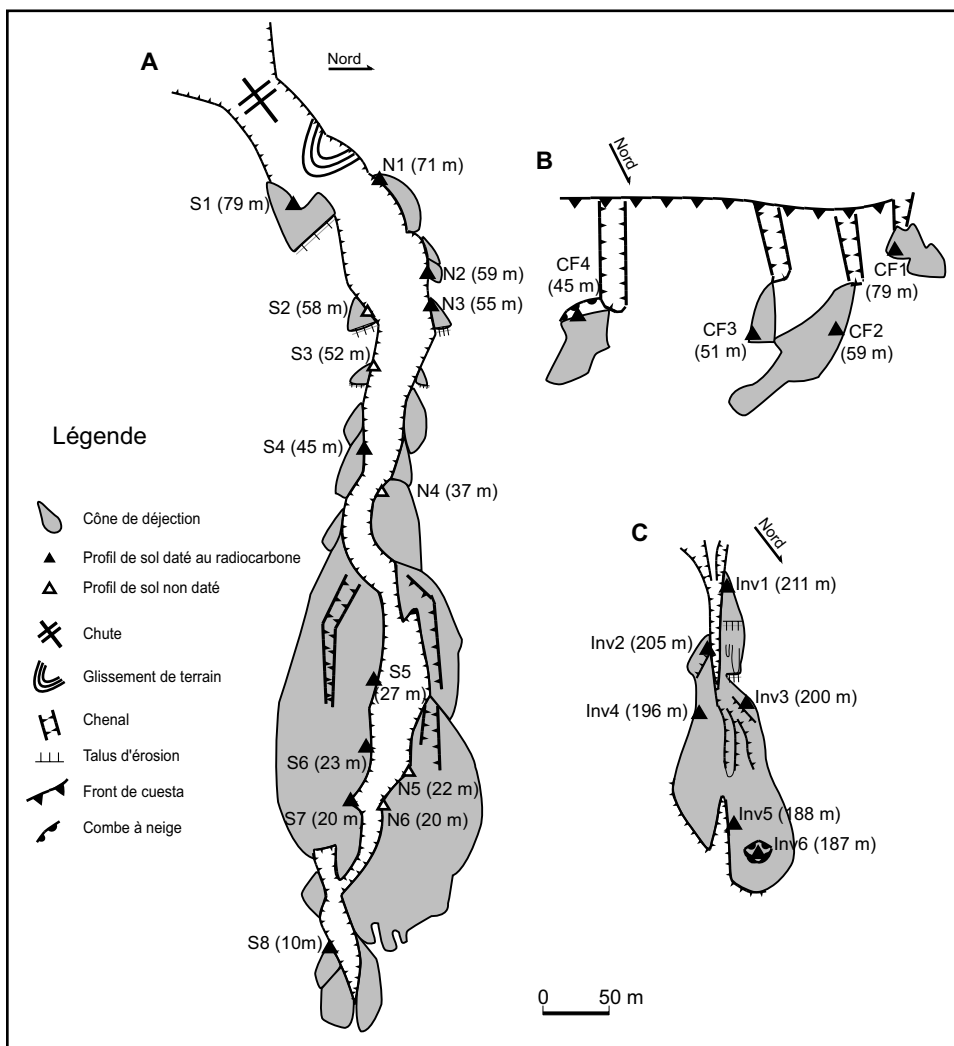 A
Nord
N1 (71 m)
S1 (79 m)
N2 (59 m)
N3 (55 m)
S2 (58 m)
S3 (52 m)
S4 (45 m)
N4 (37 m)
S5
(27 m)
S6 (23 m)
N5 (22 m)
S7 (20 m)
N6 (20 m)
S8 (10m)
B
Nord
CF4
(45 m)
CF1
(79 m)
CF3
(51 m)
CF2
(59 m)
C
Nord
Inv1 (211 m)
Inv2 (205 m)
Inv3 (200 m)
Inv4 (196 m)
Inv5 (188 m)
Inv6 (187 m)
Légende
Cône de déjection
Profil de sol daté au radiocarbone
Profil de sol non daté
Chute
Glissement de terrain
Chenal
Talus d'érosion
Front de cuesta
Combe à neige
0 50 m